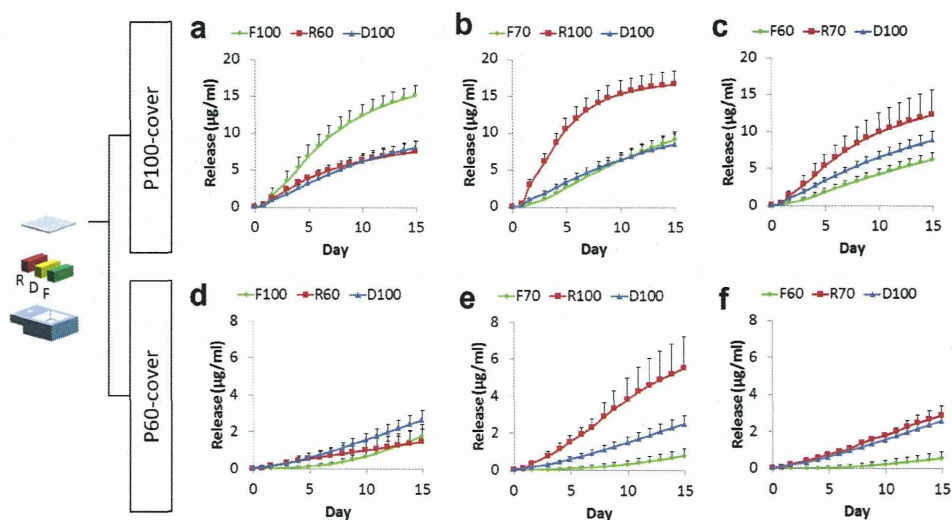 P100-cover
P60-cover
R D F
a
F100 R60 D100
Release (µg/ml)
20
15
10
5
0
0 5 10 15
Day
b
F70 R100 D100
Release (µg/ml)
20
15
10
5
0
0 5 10 15
Day
c
F60 R70 D100
Release (µg/ml)
20
15
10
5
0
0 5 10 15
Day
d
F100 R60 D100
Release (µg/ml)
8
6
4
2
0
0 5 10 15
Day
e
F70 R100 D100
Release (µg/ml)
8
6
4
2
0
0 5 10 15
Day
f
F60 R70 D100
Release (µg/ml)
8
6
4
2
0
0 5 10 15
Day